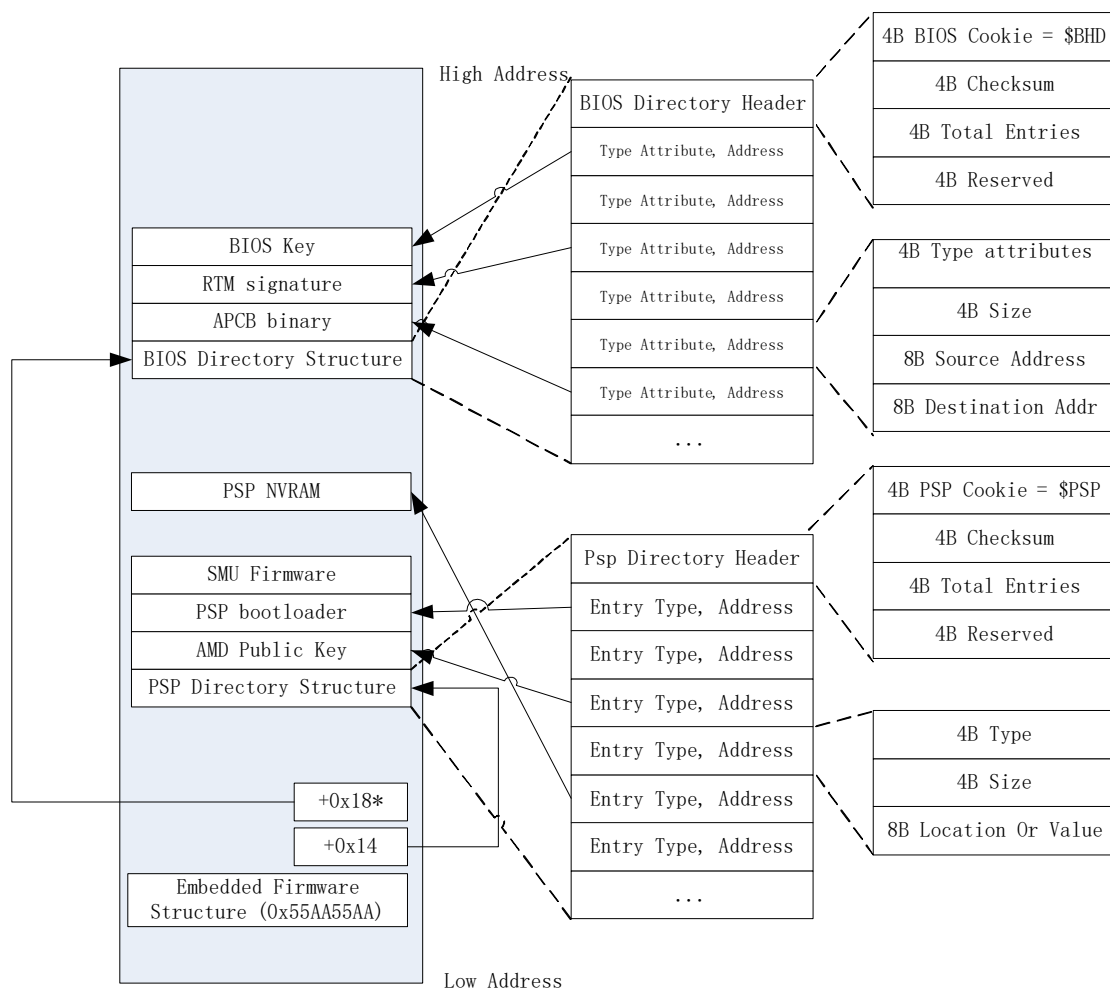 High Address
BIOS Key
RTM signature
APCB binary
BIOS Directory Structure
PSP NVRAM
SMU Firmware
PSP bootloader
AMD Public Key
PSP Directory Structure
+0x18*
+0x14
Embedded Firmware
Structure (0x55AA55AA)
Low Address
BIOS Directory Header
Type Attribute, Address
Type Attribute, Address
Type Attribute, Address
Type Attribute, Address
Type Attribute, Address
Type Attribute, Address
...
Psp Directory Header
Entry Type, Address
Entry Type, Address
Entry Type, Address
Entry Type, Address
Entry Type, Address
Entry Type, Address
...
4B BIOS Cookie = $BHD
4B Checksum
4B Total Entries
4B Reserved
4B Type attributes
4B Size
8B Source Address
8B Destination Addr
4B PSP Cookie = $PSP
4B Checksum
4B Total Entries
4B Reserved
4B Type
4B Size
8B Location Or Value